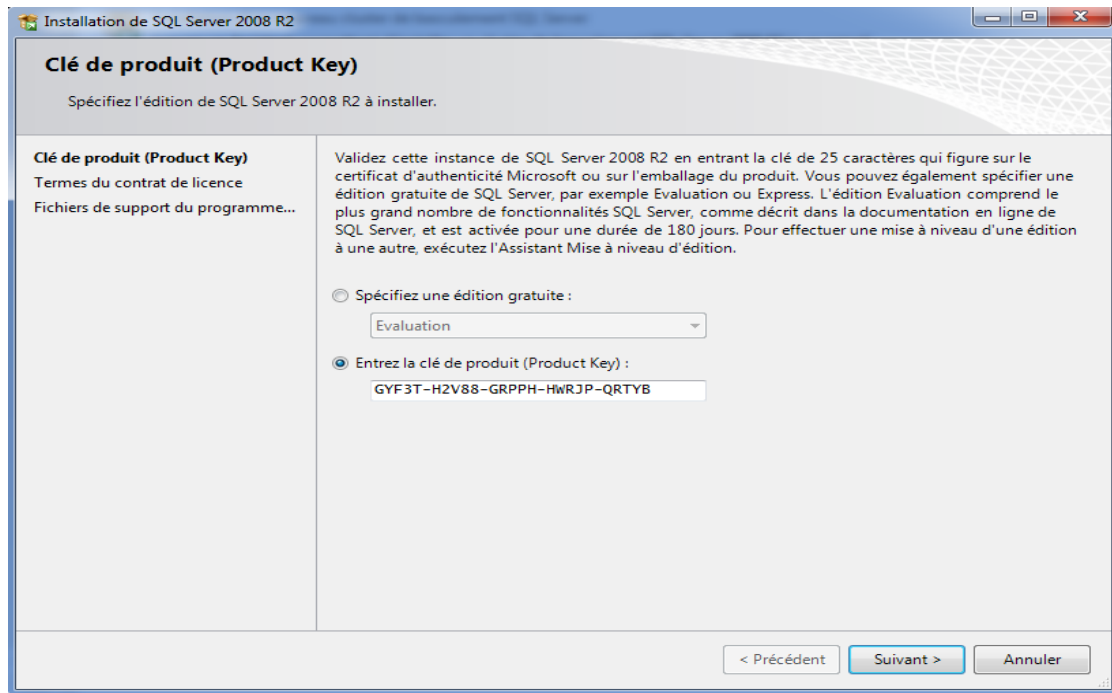 Installation de SQL Server 2008 R2
Clé de produit (Product Key)
Spécifiez l'édition de SQL Server 2008 R2 à installer.
Clé de produit (Product Key)
Termes du contrat de licence
Fichiers de support du programme...
Validez cette instance de SQL Server 2008 R2 en entrant la clé de 25 caractères qui figure sur le
certificat d'authenticité Microsoft ou sur l'emballage du produit. Vous pouvez également spécifier une
édition gratuite de SQL Server, par exemple Evaluation ou Express. L'édition Evaluation comprend le
plus grand nombre de fonctionnalités SQL Server, comme décrit dans la documentation en ligne de
SQL Server, et est activée pour une durée de 180 jours. Pour effectuer une mise à niveau d'une édition
à une autre, exécutez l'Assistant Mise à niveau d'édition.
Spécifiez une édition gratuite :
Evaluation
Entrez la clé de produit (Product Key) :
GYF3T-H2V88-GRPPH-HWRJP-QRTYB
< Précédent
Suivant >
Annuler